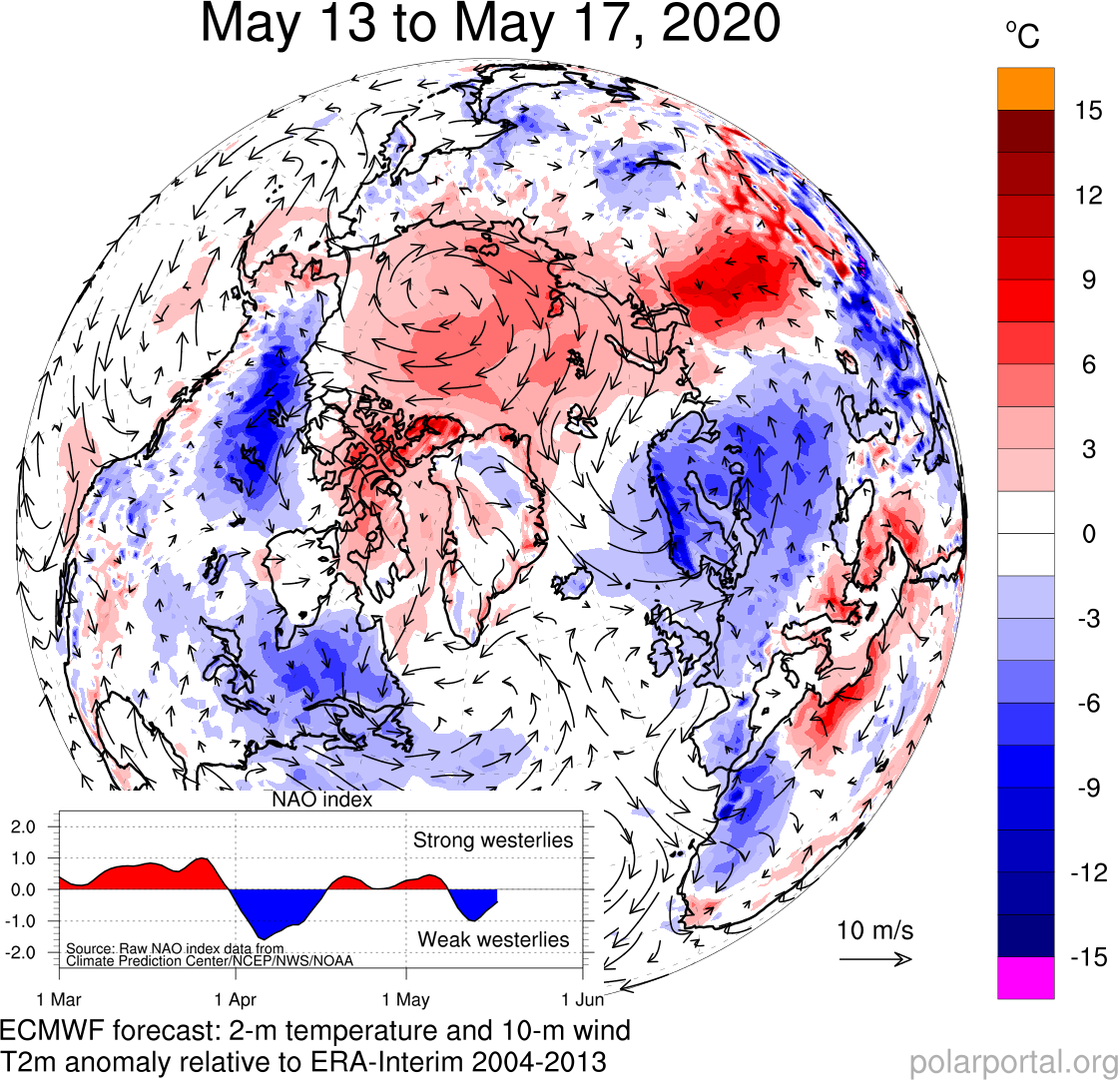 May 13 to May 17, 2020
oC
15
12
9
6
3
0
-3
-6
-9
-12
-15
NAO index
2.0
1.0
0.0
-1.0
-2.0
Strong westerlies
Weak westerlies
Source: Raw NAO index data from
Climate Prediction Center/NCEP/NWS/NOAA
1 Mar
1 Apr
1 May
1 Jun
10 m/s
ECMWF forecast: 2-m temperature and 10-m wind
T2m anomaly relative to ERA-Interim 2004-2013
polarportal.org